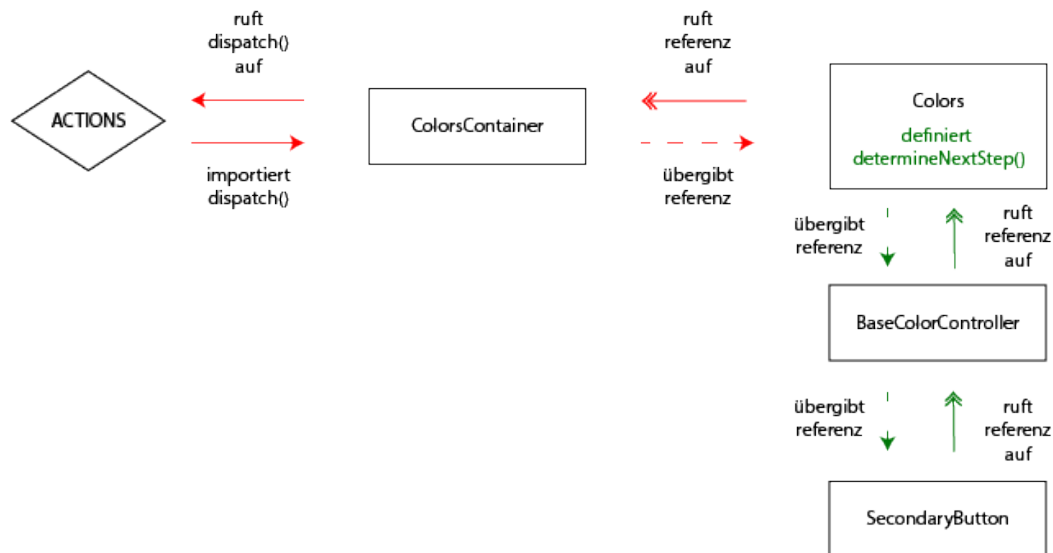 ruft
dispatch()
auf
ACTIONS
importiert
dispatch()
ColorsContainer
ruft
referenz
auf
übergibt
referenz
Colors
definiert
determineNextStep()
übergibt
referenz
ruft
referenz
auf
BaseColorController
übergibt
referenz
ruft
referenz
auf
SecondaryButton